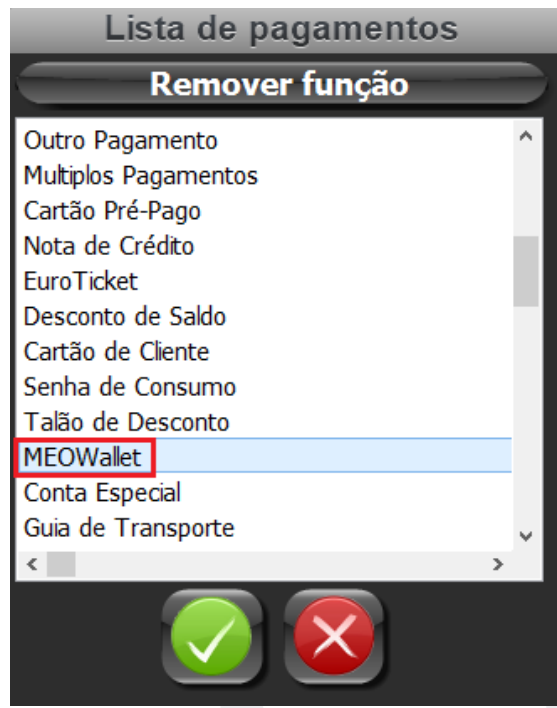 Lista de pagamentos
Remover função
Outro Pagamento
Multiplos Pagamentos
Cartão Pré-Pago
Nota de Crédito
EuroTicket
Desconto de Saldo
Cartão de Cliente
Senha de Consumo
Talão de Desconto
MEOWallet
Conta Especial
Guia de Transporte